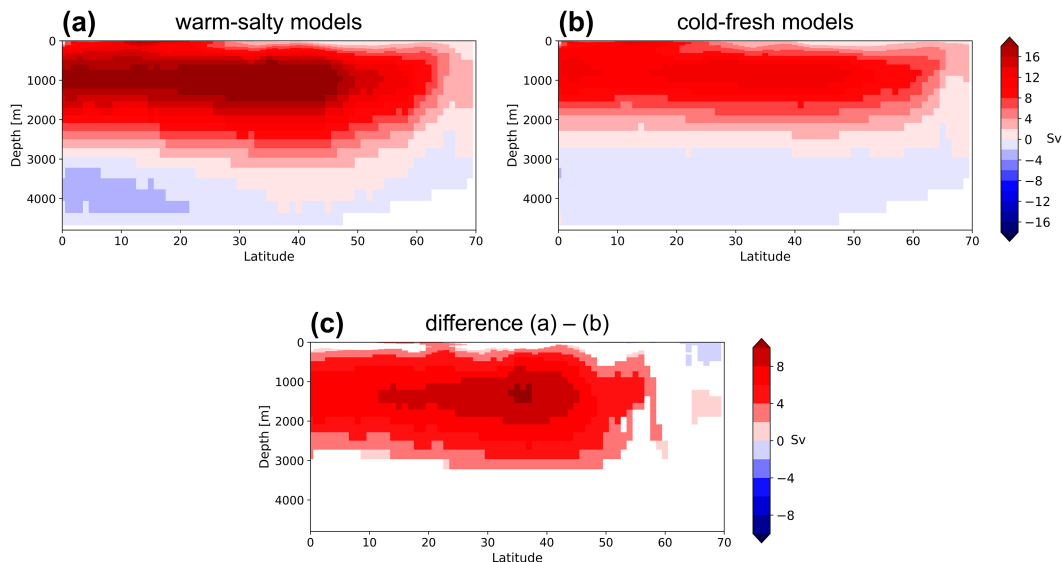 (a) warm-salty models
0
1000
2000
3000
4000
Depth [m]
0 10 20 30 40 50 60 70
Latitude
(b) cold-fresh models
0
1000
2000
3000
4000
Depth [m]
0 10 20 30 40 50 60 70
Latitude
16
12
8
4
0
−4
−8
−12
−16
Sv
(c) difference (a) – (b)
0
1000
2000
3000
4000
Depth [m]
0 10 20 30 40 50 60 70
Latitude
8
4
0
−4
−8
Sv